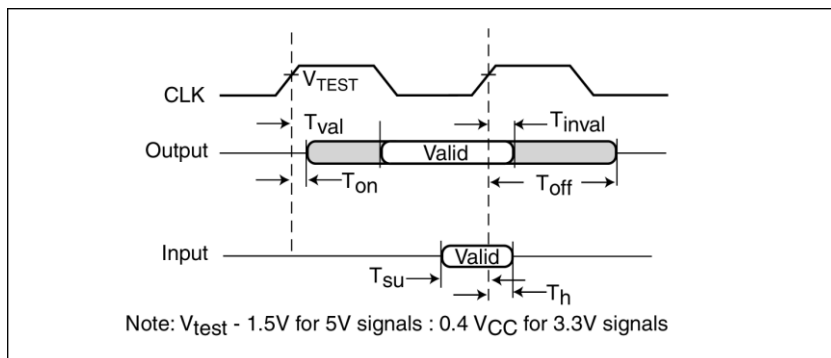 CLK
VTEST
Tval
Tinval
Output
Valid
Ton
Toff
Input
Valid
Tsu
Th
Note: Vtest - 1.5V for 5V signals : 0.4 VCC for 3.3V signals